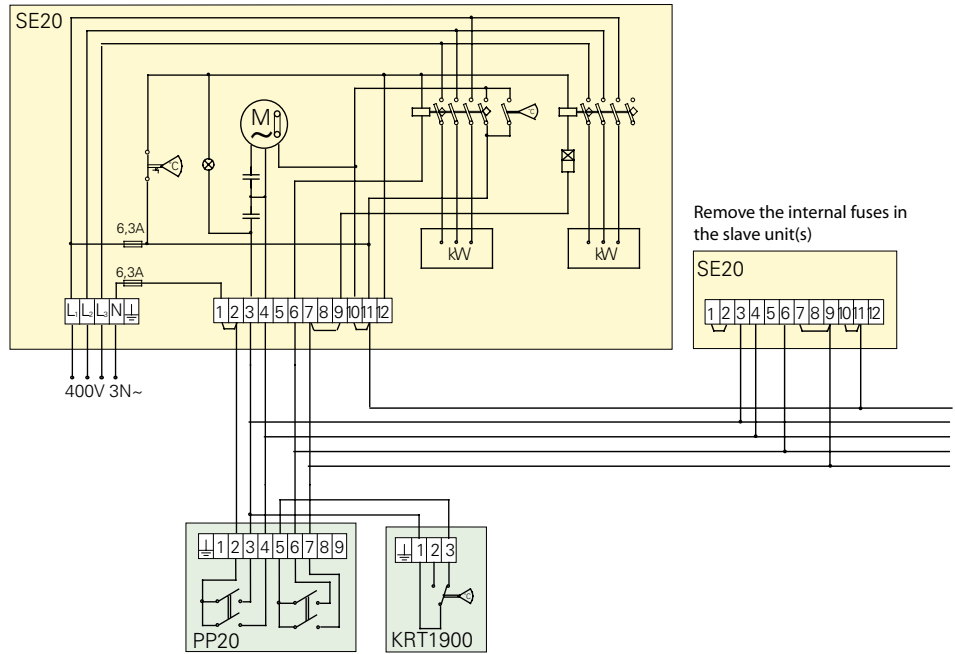 SE20
M
~
°C
°C
6,3A
6,3A
kW
kW
L1 L2 L3 N
1 2 3 4 5 6 7 8 9 10 11 12
400V 3N~
Remove the internal fuses in
the slave unit(s)
SE20
1 2 3 4 5 6 7 8 9 10 11 12
1 2 3 4 5 6 7 8 9
PP20
1 2 3
°C
KRT1900